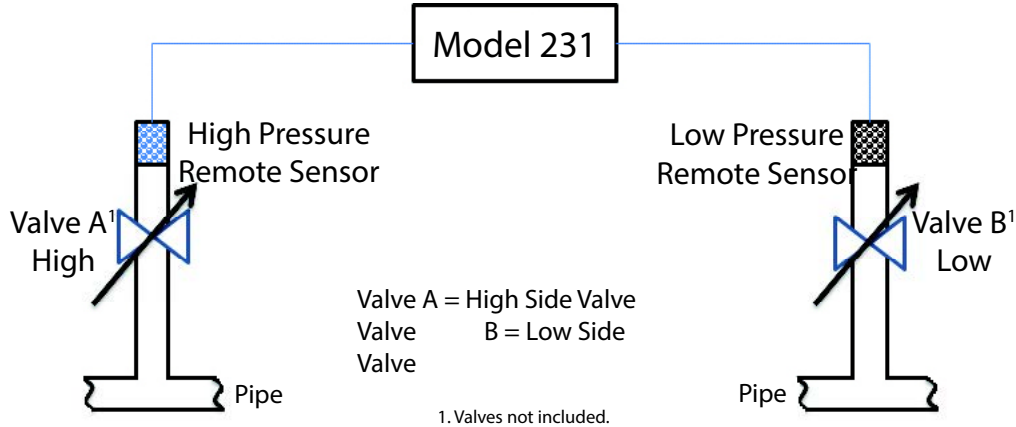 Model 231
High Pressure
Remote Sensor
Low Pressure
Remote Sensor
Valve A¹
High
Valve B¹
Low
Valve A = High Side Valve
Valve B = Low Side
Valve
Pipe
Pipe
1. Valves not included.